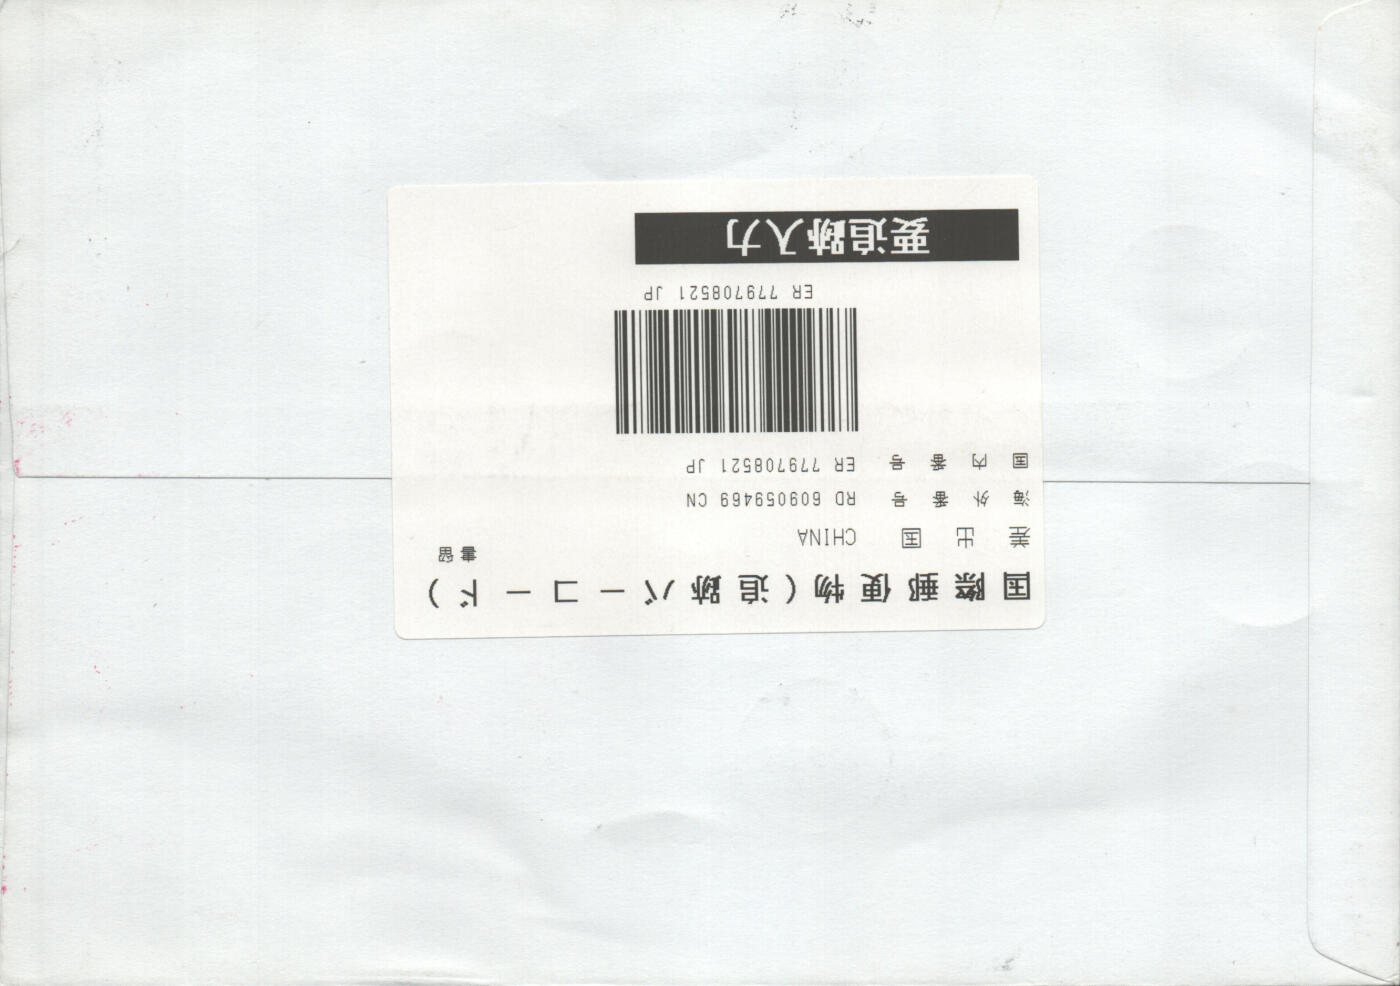 国際郵便物(追跡バーコード)
書留
差出国 CHINA
海外番号 RD 609059469 CN
国内番号 ER 779708521 JP
ER 779708521 JP
要追跡入力